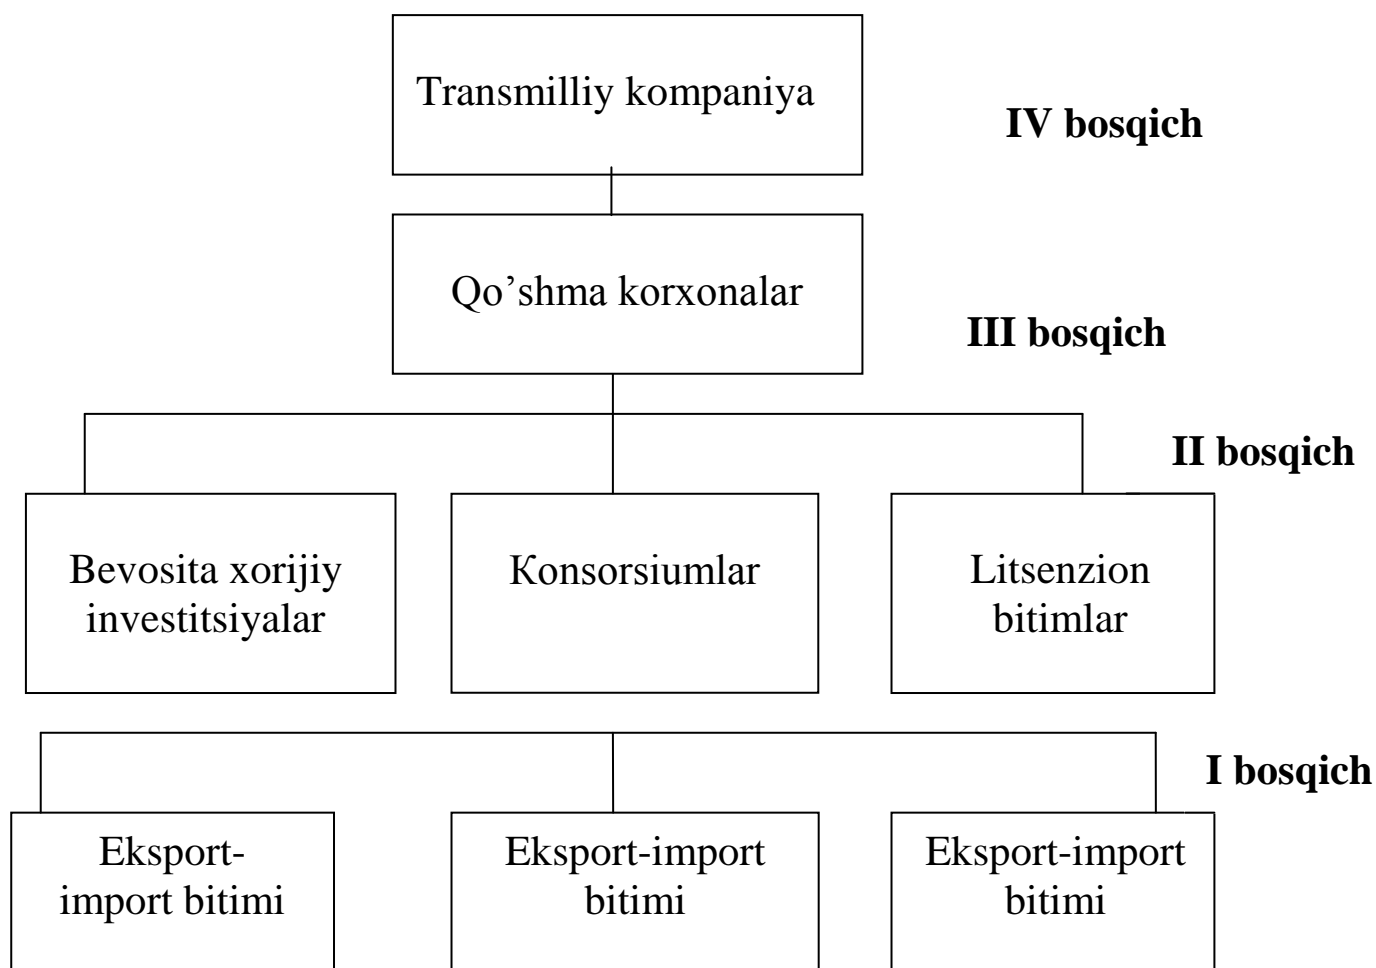 Transmilliy kompaniya
IV bosqich
Qo’shma korxonalar
III bosqich
II bosqich
Bevosita xorijiy
investitsiyalar
Konsorsiumlar
Litsenzion
bitimlar
I bosqich
Eksport-
import bitimi
Eksport-import
bitimi
Eksport-import
bitimi